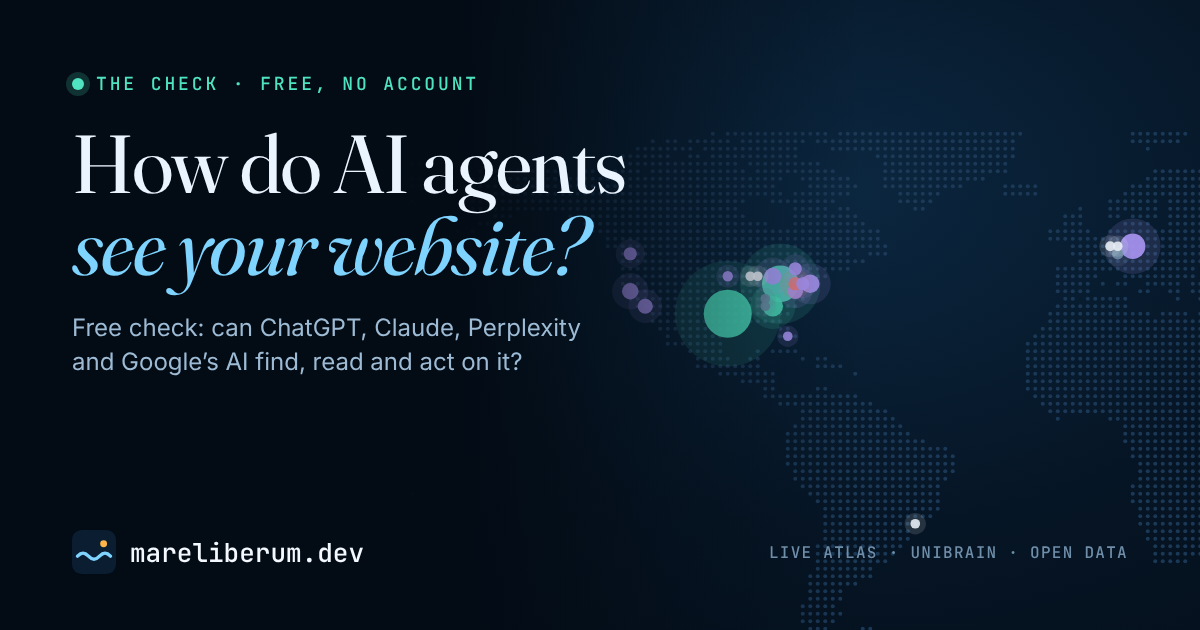 THE CHECK · FREE, NO ACCOUNT
How do AI agents
see your website?
Free check: can ChatGPT, Claude, Perplexity
and Google’s AI find, read and act on it?
mareliberum.dev
LIVE ATLAS · UNIBRAIN · OPEN DATA